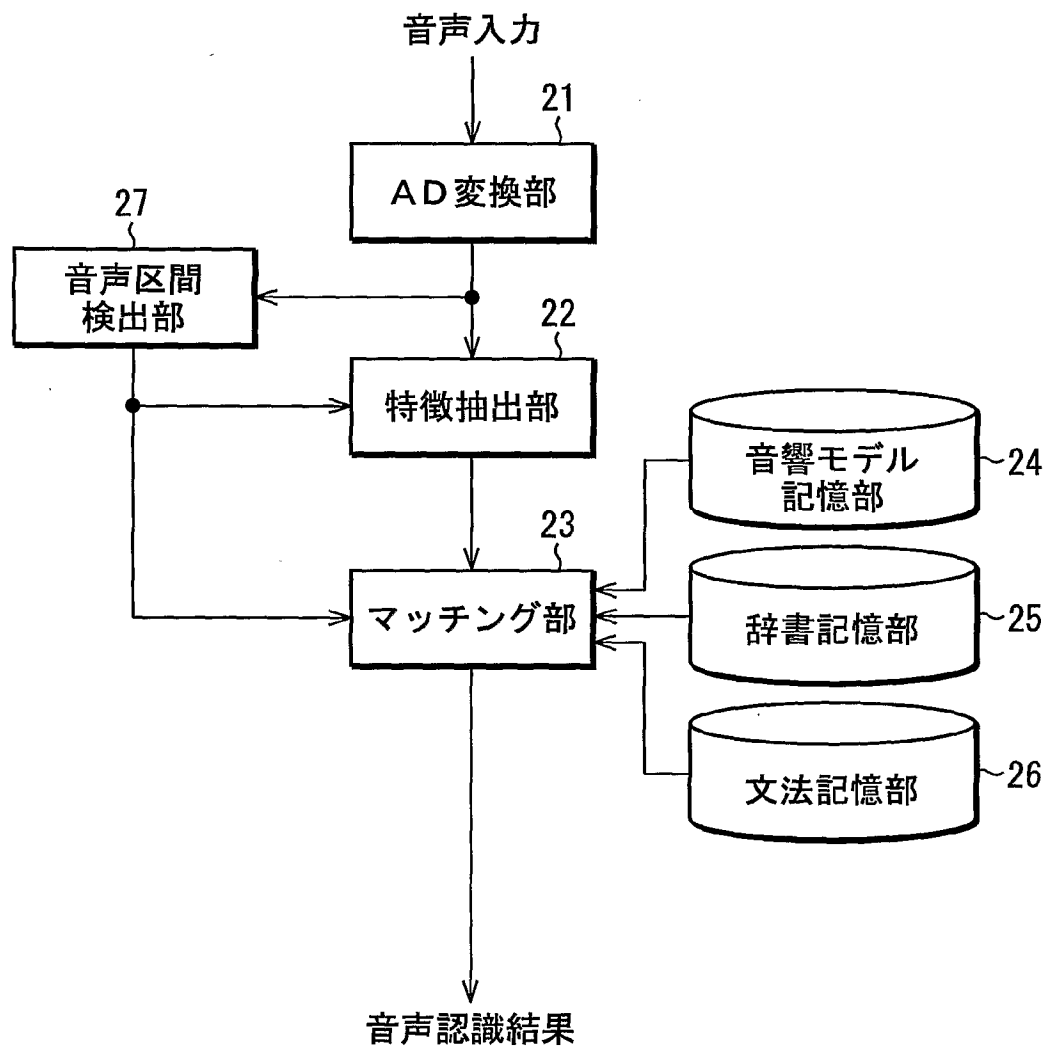 音声入力
21
AD変換部
27
音声区間
検出部
22
特徴抽出部
音響モデル
記憶部
24
23
マッチング部
辞書記憶部
25
文法記憶部
26
音声認識結果